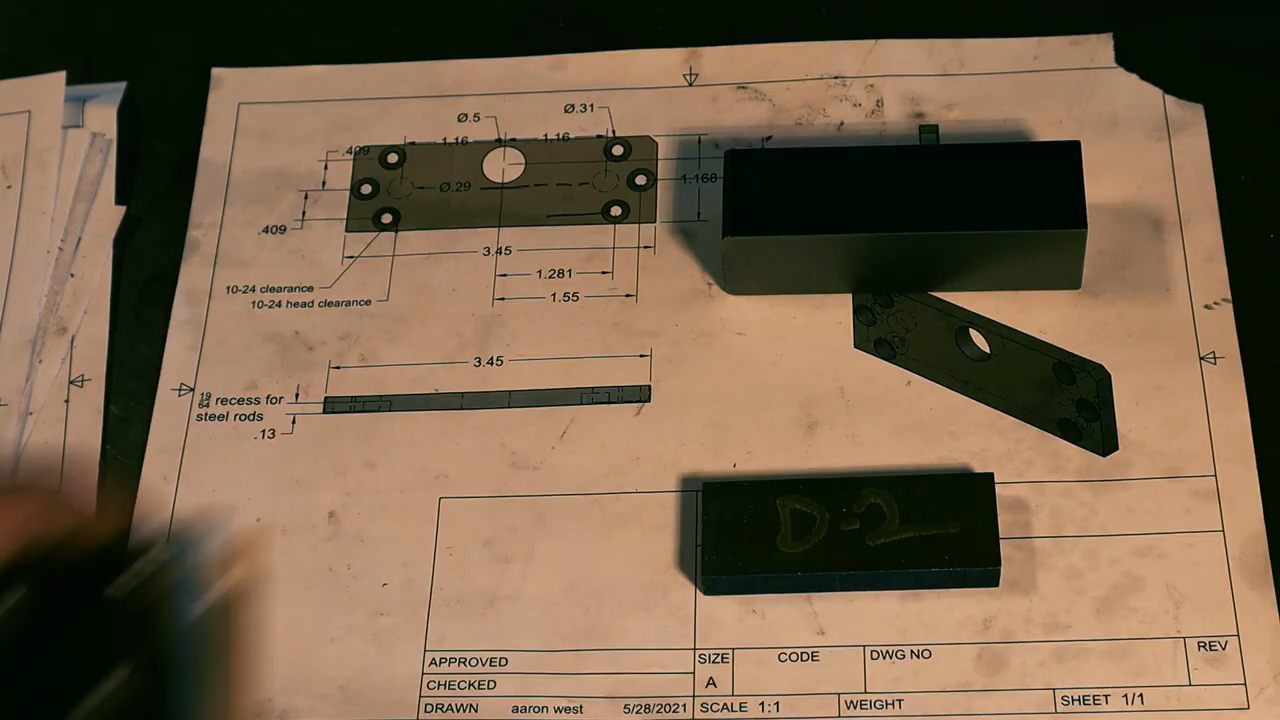 Ø.5
Ø.31
1.16
1.16
.409
1.168
Ø.29
.409
3.45
1.281
10-24 clearance
10-24 head clearance
1.55
3.45
19/64 recess for
steel rods
.13
D-2
APPROVED
SIZE
CODE
DWG NO
REV
CHECKED
A
DRAWN aaron west 5/28/2021
SCALE 1:1
WEIGHT
SHEET 1/1